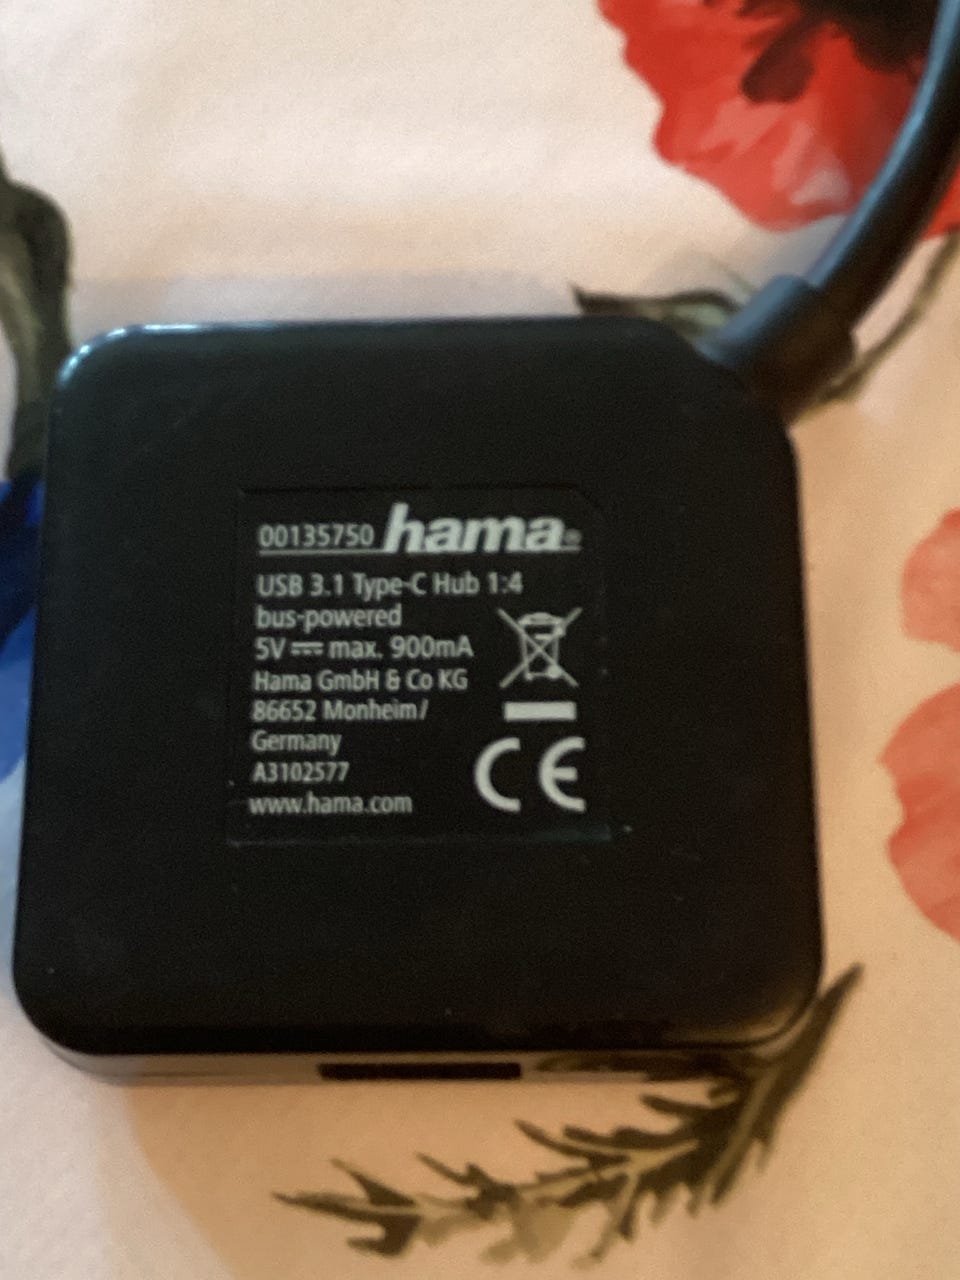 00135750 hama®
USB 3.1 Type-C Hub 1:4
bus-powered
5V ⎓ max. 900mA
Hama GmbH & Co KG
86652 Monheim/
Germany
A3102577
www.hama.com
CE